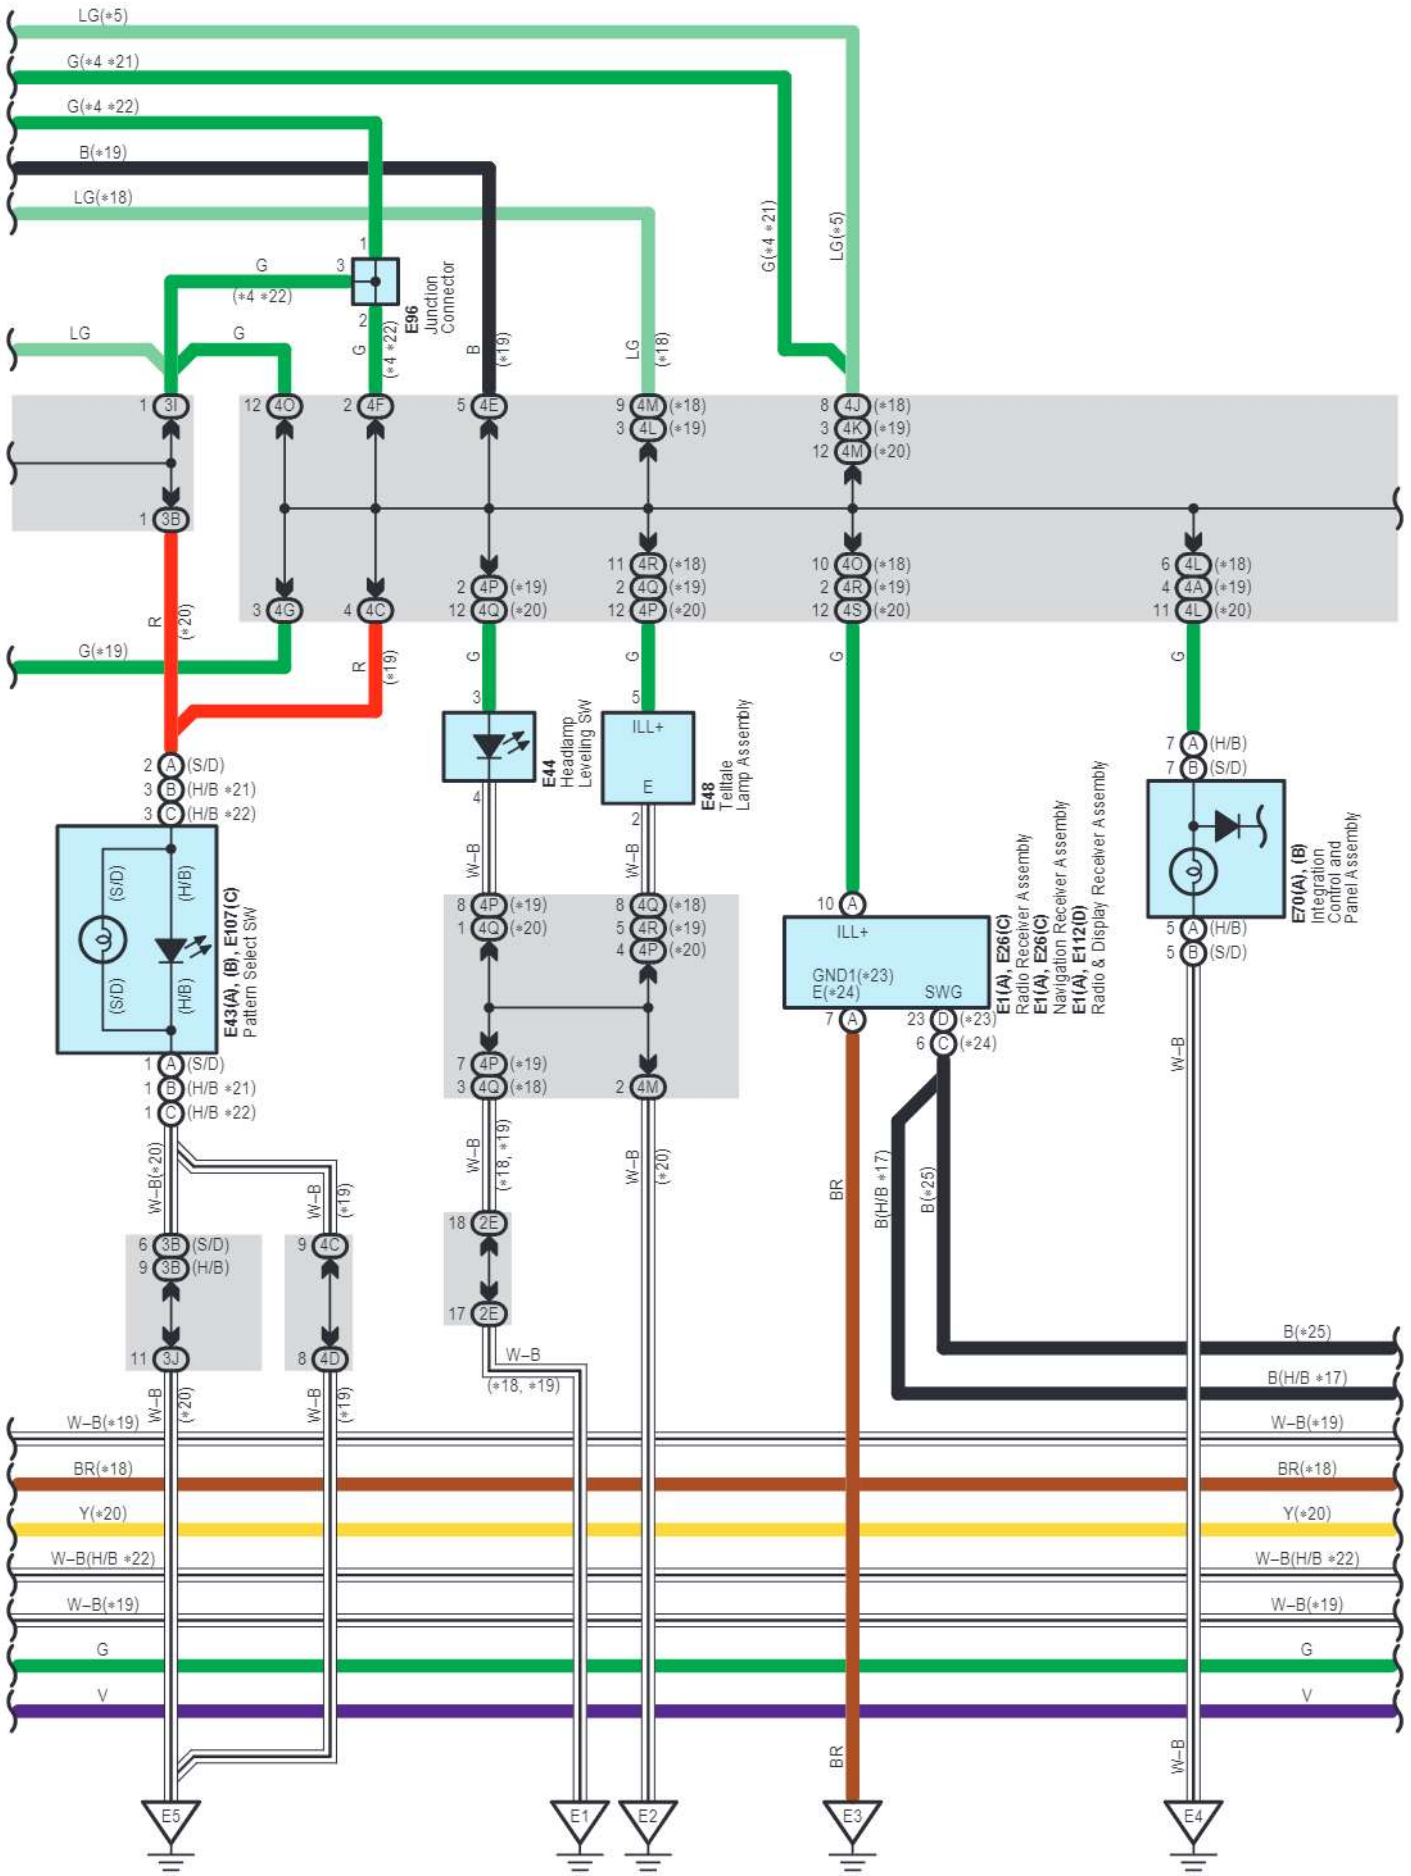 LG(*5)
G(*4 *21)
G(*4 *22)
B(*19)
LG(*18)
G(*4 *21)
LG(*5)
1
3
2
G
(*4 *22)
E96
Junction
Connector
LG
G
G
(*4 *22)
B
(*19)
LG
(*18)
1 3I
12 4O
2 4F
5 4E
9 4M (*18)
3 4L (*19)
8 4J (*18)
3 4K (*19)
12 4M (*20)
1 3B
3 4G
4 4C
2 4P (*19)
12 4Q (*20)
11 4R (*18)
2 4Q (*19)
12 4P (*20)
10 4O (*18)
2 4R (*19)
12 4S (*20)
6 4L (*18)
4 4A (*19)
11 4L (*20)
R
(*20)
G(*19)
R
(*19)
G
G
G
G
2 A (S/D)
3 B (H/B *21)
3 C (H/B *22)
(S/D)
(H/B)
(S/D)
(H/B)
E43(A), (B), E107(C)
Pattern Select SW
1 A (S/D)
1 B (H/B *21)
1 C (H/B *22)
3
4
E44
Headlamp
Leveling SW
5
ILL+
E
2
E48
Telltale
Lamp Assembly
W–B
W–B
8 4P (*19)
1 4Q (*20)
8 4Q (*18)
5 4R (*19)
4 4P (*20)
7 4P (*19)
3 4Q (*18)
2 4M
10 A
ILL+
GND1(*23)
E(*24)
SWG
7 A
23 D (*23)
6 C (*24)
E1(A), E26(C)
Radio Receiver Assembly
E1(A), E26(C)
Navigation Receiver Assembly
E1(A), E112(D)
Radio & Display Receiver Assembly
7 A (H/B)
7 B (S/D)
E70(A), (B)
Integration
Control and
Panel Assembly
5 A (H/B)
5 B (S/D)
W–B
W–B(*20)
W–B
(*19)
W–B
(*18, *19)
W–B
(*20)
BR
B(H/B *17)
B(*25)
6 3B (S/D)
9 3B (H/B)
9 4C
11 3J
8 4D
18 2E
17 2E
W–B
(*18, *19)
W–B
(*20)
W–B
(*19)
B(*25)
B(H/B *17)
W–B(*19)
W–B(*19)
BR(*18)
BR(*18)
Y(*20)
Y(*20)
W–B(H/B *22)
W–B(H/B *22)
W–B(*19)
W–B(*19)
G
G
V
V
BR
W–B
E5
E1
E2
E3
E4